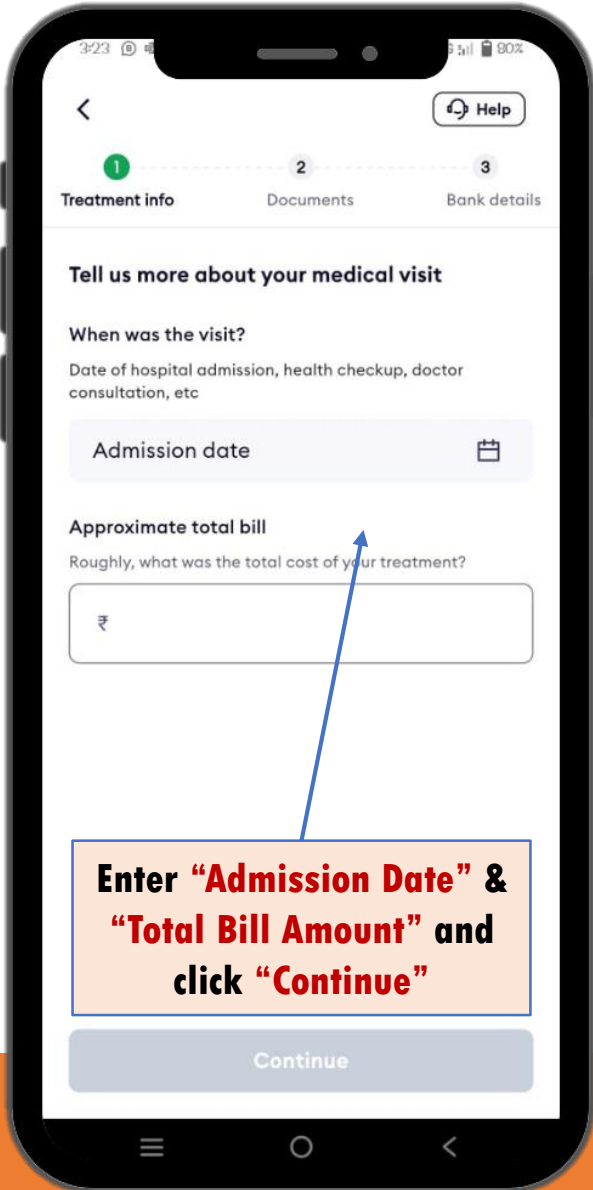 3:23
80%
Help
1 2 3
Treatment info Documents Bank details
Tell us more about your medical visit
When was the visit?
Date of hospital admission, health checkup, doctor
consultation, etc
Admission date
Approximate total bill
Roughly, what was the total cost of your treatment?
₹
Enter “Admission Date” &
“Total Bill Amount” and
click “Continue”
Continue